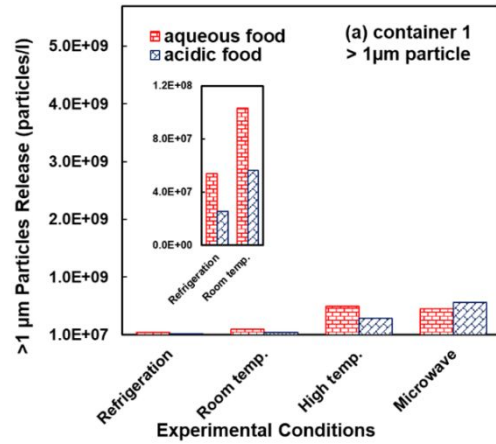 (a) container 1
> 1μm particle
aqueous food
acidic food
>1 μm Particles Release (particles/l)
5.0E+09
4.0E+09
3.0E+09
2.0E+09
1.0E+09
1.0E+07
1.2E+08
8.0E+07
4.0E+07
0.0E+00
Refrigeration
Room temp.
Refrigeration
Room temp.
High temp.
Microwave
Experimental Conditions